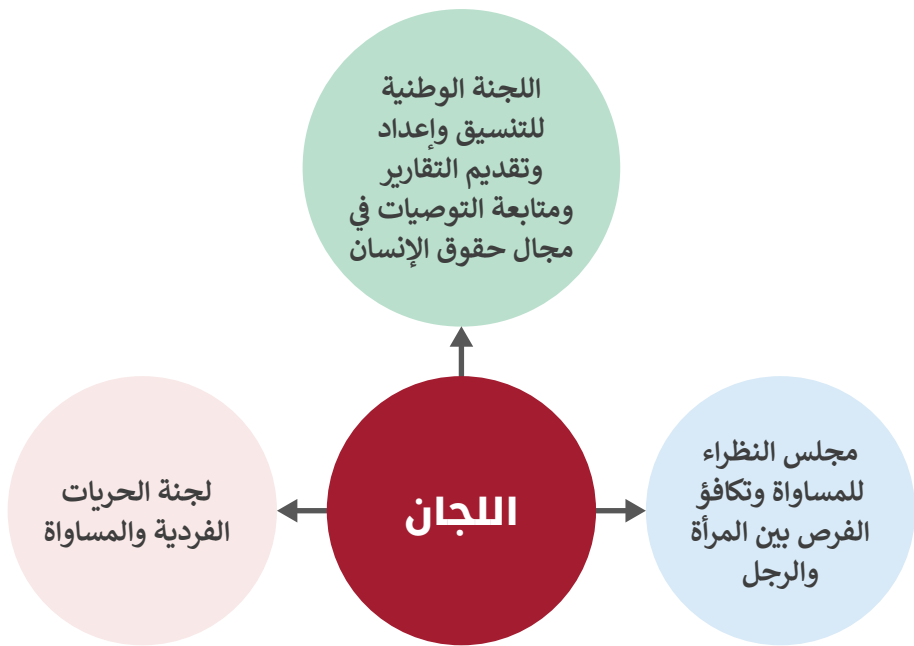 اللجنة الوطنية
للتنسيق وإعداد
وتقديم التقارير
ومتابعة التوصيات في
مجال حقوق الإنسان
مجلس النظراء
للمساواة وتكافؤ
الفرص بين المرأة
والرجل
اللجان
لجنة الحريات
الفردية والمساواة